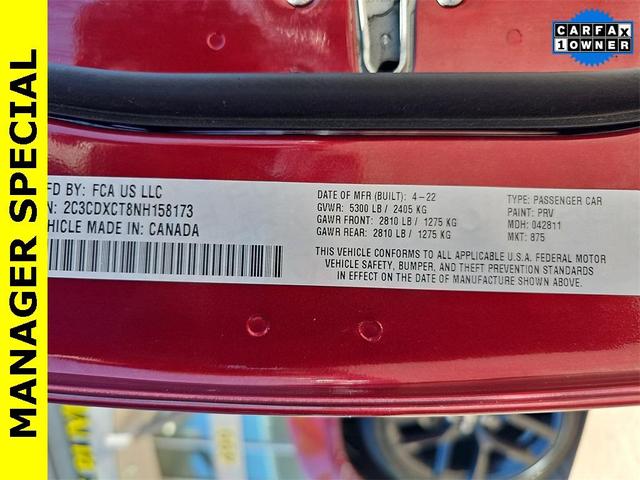 MANAGER SPECIAL
CARFAX
1 OWNER
FD BY: FCA US LLC
N: 2C3CDXCT8NH158173
EHICLE MADE IN: CANADA
DATE OF MFR (BUILT): 4-22
GVWR: 5300 LB / 2405 KG
GAWR FRONT: 2810 LB / 1275 KG
GAWR REAR: 2810 LB / 1275 KG
TYPE: PASSENGER CAR
PAINT: PRV
MDH: 042811
MKT: 875
THIS VEHICLE CONFORMS TO ALL APPLICABLE U.S.A. FEDERAL MOTOR
VEHICLE SAFETY, BUMPER, AND THEFT PREVENTION STANDARDS
IN EFFECT ON THE DATE OF MANUFACTURE SHOWN ABOVE.